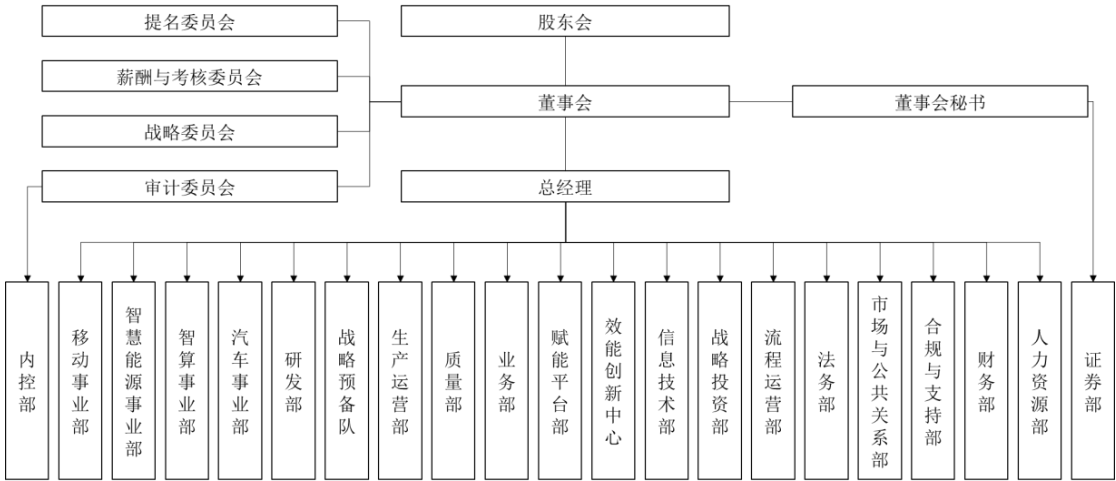 提名委员会
股东会
薪酬与考核委员会
董事会
董事会秘书
战略委员会
审计委员会
总经理
内控部
移动事业部
智慧能源事业部
智算事业部
汽车事业部
研发部
战略预备队
生产运营部
质量部
业务部
赋能平台部
效能创新中心
信息技术部
战略投资部
流程运营部
法务部
市场与公共关系部
合规与支持部
财务部
人力资源部
证券部